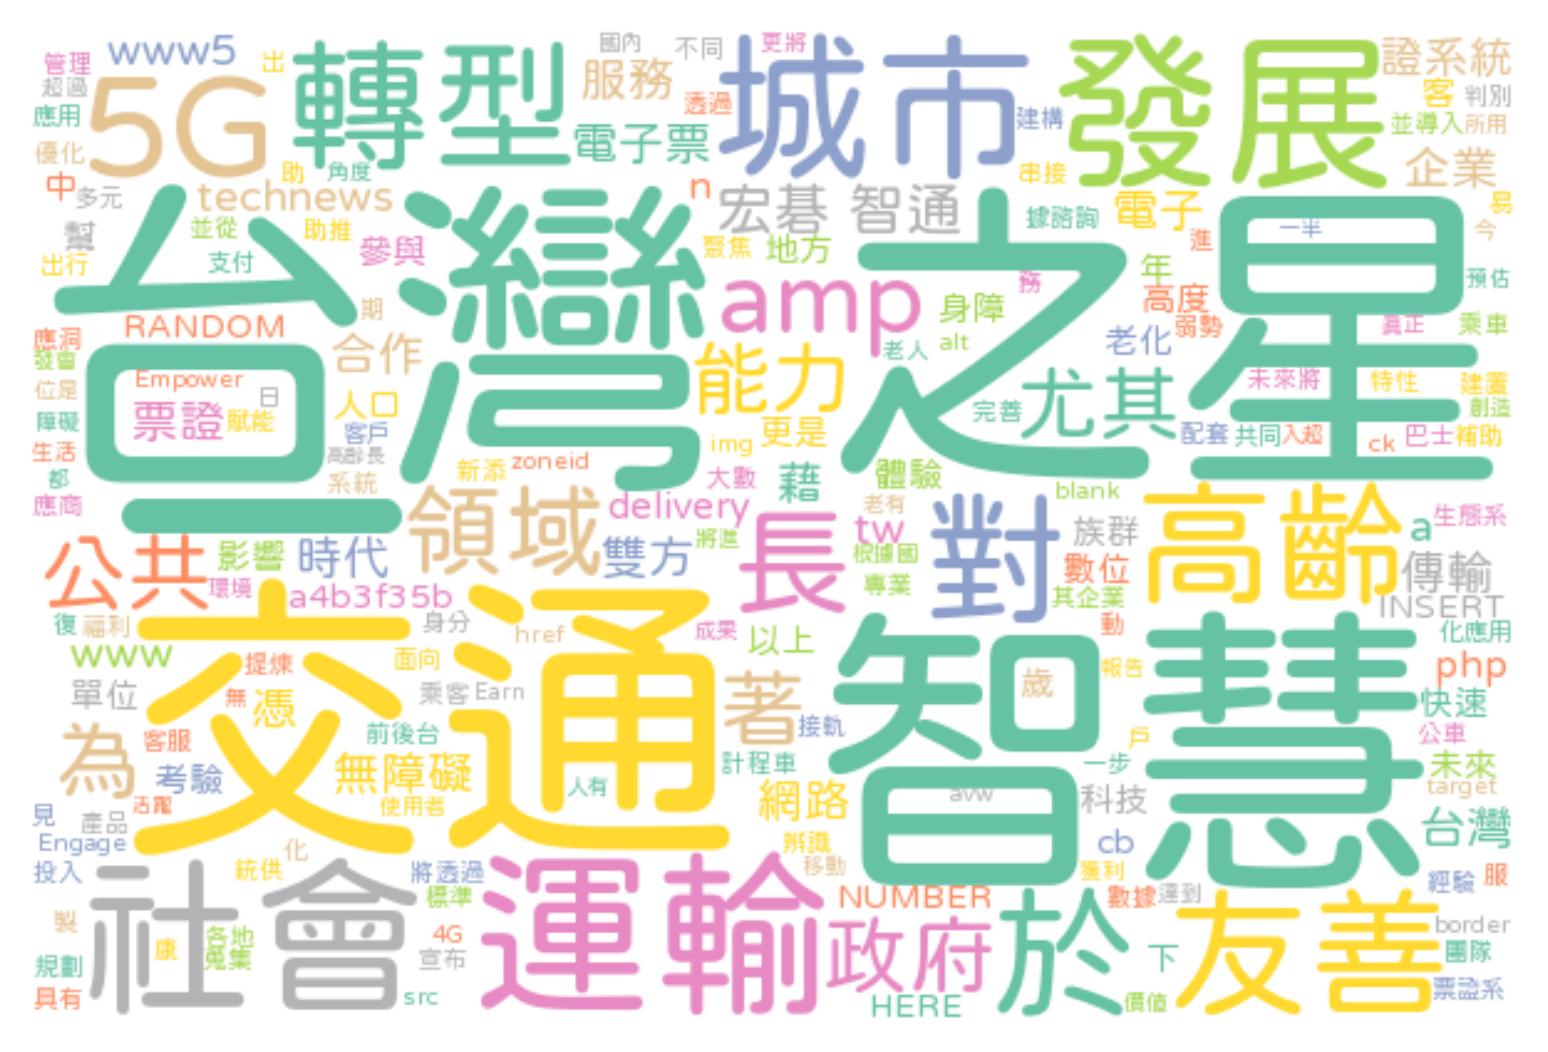 管理
www5
出
轉型
國內
不同
更將
城市
發展
證系統
超過
5G
服務
透過
客
判別
應用
電子票
建構
並導入
所用
優化
中
多元
technews
助
角度
n
宏碁
智通
串接
企業
幫
並從
助推
參與
聚焦
地方
據諮詢
電子
進
一半
易
今
出行
支付
台灣之星
amp
務
年
預估
期
身障
高度
弱勢
真正
乘車
應洞
RANDOM
合作
老人
alt
老化
發會
Empower
日
能力
未來將
特性
建置
位是
票證
賦能
人口
完善
尤其
創造
障礙
客戶
img
更是
配套
共同
入超
ck
巴士
補助
生活
高齡長
新添
zoneid
都
系統
大數
藉
體驗
blank
應商
領域
delivery
老有
高齡
a
生態系
公共
影響
時代
雙方
將進
長
tw
根據國
對
族群
數位
傳輸
環境
a4b3f35b
專業
其企業
INSERT
復
福利
交通
身分
href
成果
以上
智慧
動
化應用
www
提煉
面向
報告
php
單位
無
憑
乘客
Earn
著
歲
快速
為
客服
前後台
接軌
戶
公車
考驗
無障礙
人有
計程車
一步
未來
活躍
使用者
網路
avw
科技
target
見
產品
台灣
Engage
化
辨識
cb
投入
社會
統供
將透過
運輸
移動
獲利
經驗
服
標準
NUMBER
數據
達到
製
康
各地
蒐集
4G
政府
於
友善
border
規劃
宣布
下
團隊
具有
src
HERE
價值
票證系